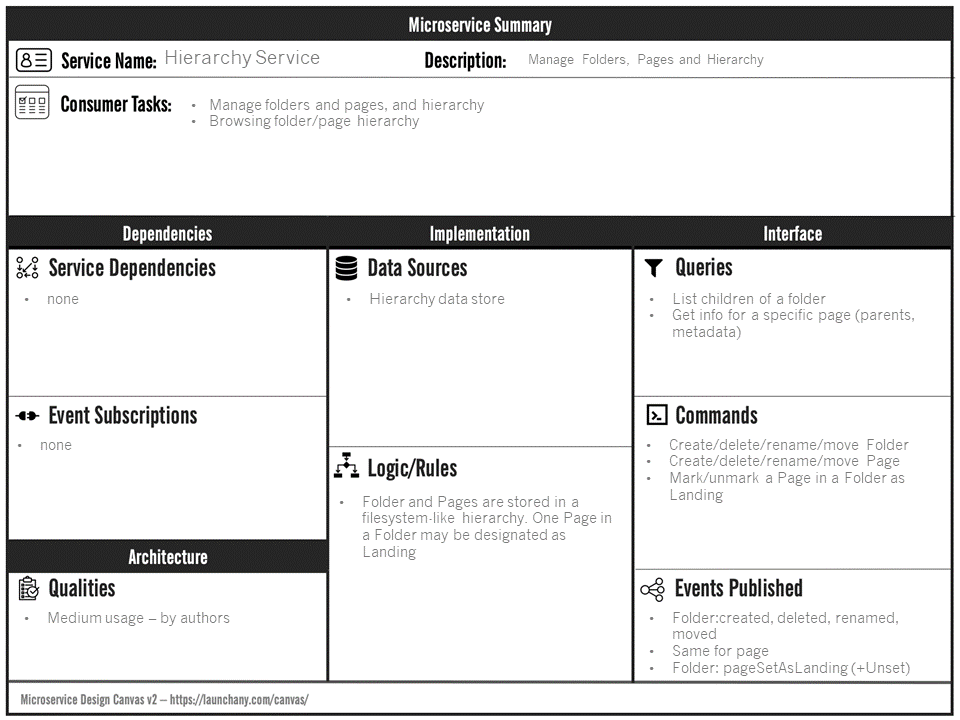 Microservice Summary
Service Name: Hierarchy Service
Description: Manage Folders, Pages and Hierarchy
Consumer Tasks:
• Manage folders and pages, and hierarchy
• Browsing folder/page hierarchy
Dependencies
Service Dependencies
• none
Event Subscriptions
• none
Architecture
Qualities
• Medium usage – by authors
Implementation
Data Sources
• Hierarchy data store
Logic/Rules
• Folder and Pages are stored in a
filesystem-like hierarchy. One Page in
a Folder may be designated as
Landing
Interface
Queries
• List children of a folder
• Get info for a specific page (parents,
metadata)
Commands
• Create/delete/rename/move Folder
• Create/delete/rename/move Page
• Mark/unmark a Page in a Folder as
Landing
Events Published
• Folder:created, deleted, renamed,
moved
• Same for page
• Folder: pageSetAsLanding (+Unset)
Microservice Design Canvas v2 – https://launchany.com/canvas/